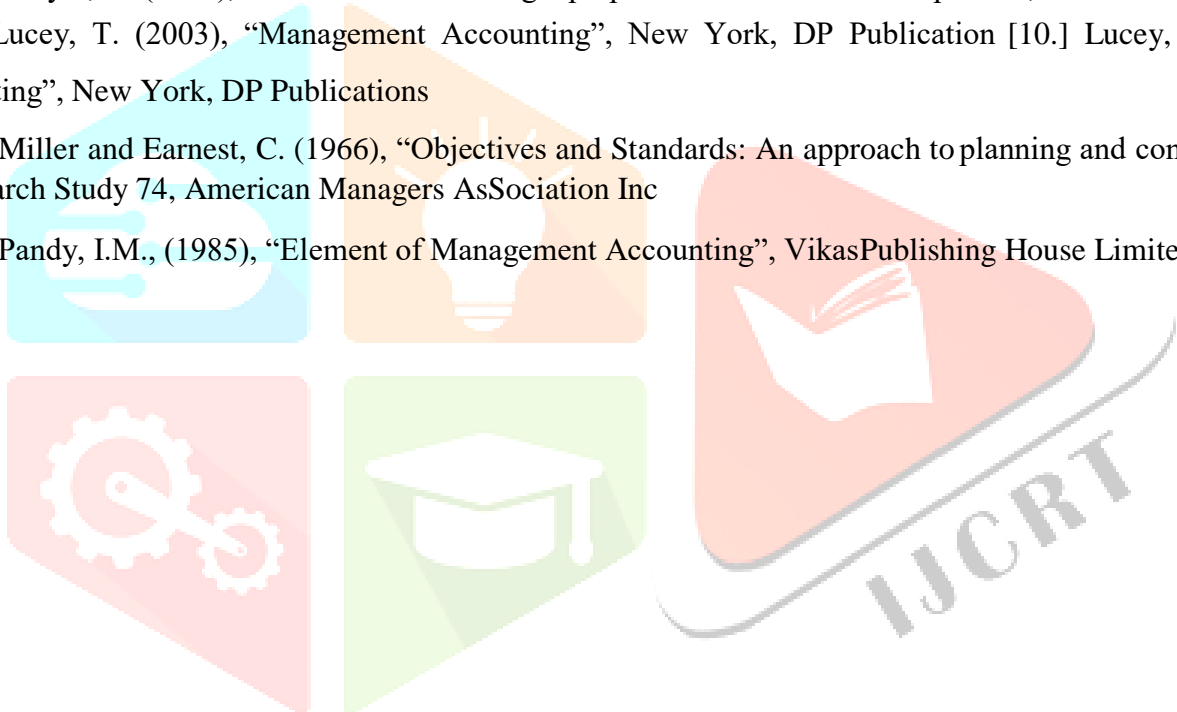 Lucey, T. (2003), “Management Accounting”, New York, DP Publication [10.] Lucey,
ting”, New York, DP Publications
Miller and Earnest, C. (1966), “Objectives and Standards: An approach to planning and con
arch Study 74, American Managers AsSociation Inc
Pandy, I.M., (1985), “Element of Management Accounting”, VikasPublishing House Limite
IJCRT